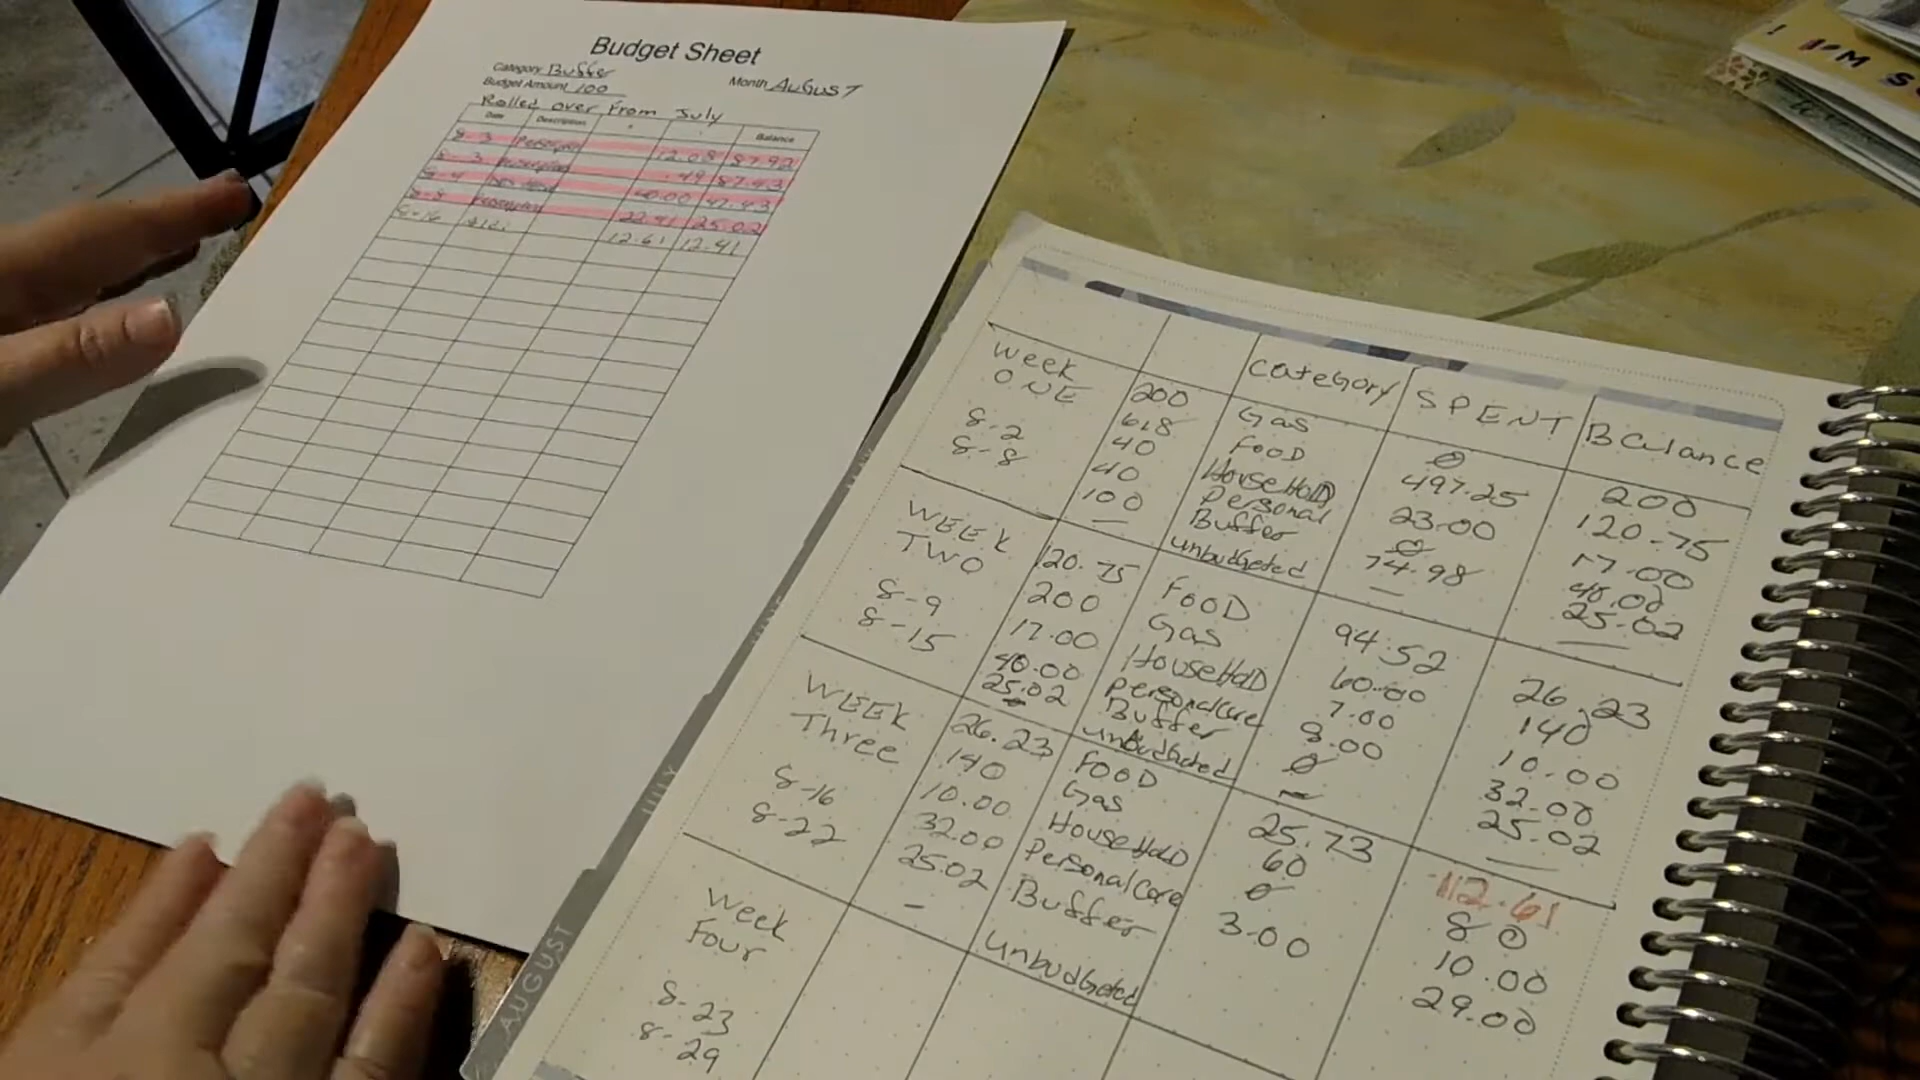 Budget Sheet
Category Buffer
Month AUGUST
Budget Amount 100
Rolled over From July
Date Description Balance
8-3 12.08 87.92
8-3 .49 87.43
8-4 40.00 47.43
8-8 22.41 25.02
8-16 12.61 12.41
Category SPENT Balance
Week ONE
8-2
8-8
200 Gas 0 200
618 FOOD 497.25 120.75
40 HouseHolD 23.00 17.00
40 Personal 0 40.00
100 Buffer 74.98 25.02
— unbudgeted — —
WEEK TWO
8-9
8-15
120.75 FOOD 94.52 26.23
200 Gas 60.00 140
17.00 HouseHolD 7.00 10.00
40.00 personalcare 8.00 32.00
25.02 Buffer 0 25.02
— unBudgeted — —
WEEK Three
8-16
8-22
26.23 FOOD 25.73
140 Gas 60 80
10.00 HouseHolD 0 10.00
32.00 Personalcare 3.00 29.00
25.02 Buffer
— unbudgeted
Week Four
8-23
8-29
JULY
AUGUST